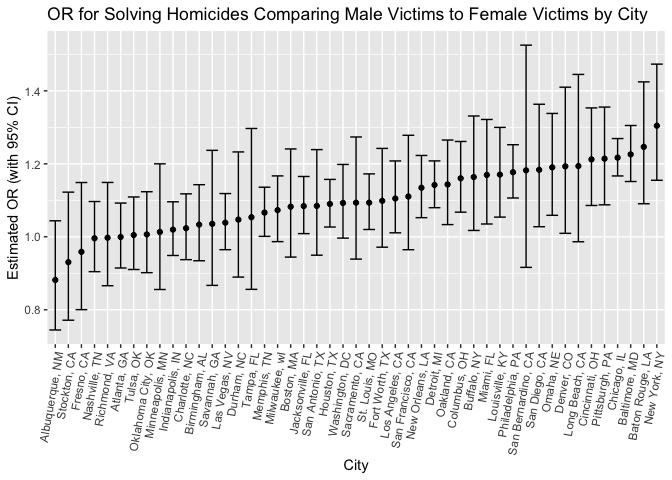 OR for Solving Homicides Comparing Male Victims to Female Victims by City
Estimated OR (with 95% CI)
1.4
1.2
1.0
0.8
Albuquerque, NM
Stockton, CA
Fresno, CA
Nashville, TN
Richmond, VA
Atlanta, GA
Tulsa, OK
Oklahoma City, OK
Minneapolis, MN
Indianapolis, IN
Charlotte, NC
Birmingham, AL
Savannah, GA
Las Vegas, NV
Durham, NC
Tampa, FL
Memphis, TN
Milwaukee, wI
Boston, MA
Jacksonville, FL
San Antonio, TX
Houston, TX
Washington, DC
Sacramento, CA
St. Louis, MO
Fort Worth, TX
Los Angeles, CA
San Francisco, CA
New Orleans, LA
Detroit, MI
Oakland, CA
Columbus, OH
Buffalo, NY
Miami, FL
Louisville, KY
Philadelphia, PA
San Bernardino, CA
San Diego, CA
Omaha, NE
Denver, CO
Long Beach, CA
Cincinnati, OH
Pittsburgh, PA
Chicago, IL
Baltimore, MD
Baton Rouge, LA
New York, NY
City